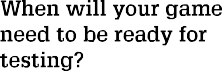 When will your game
need to be ready for
testing?